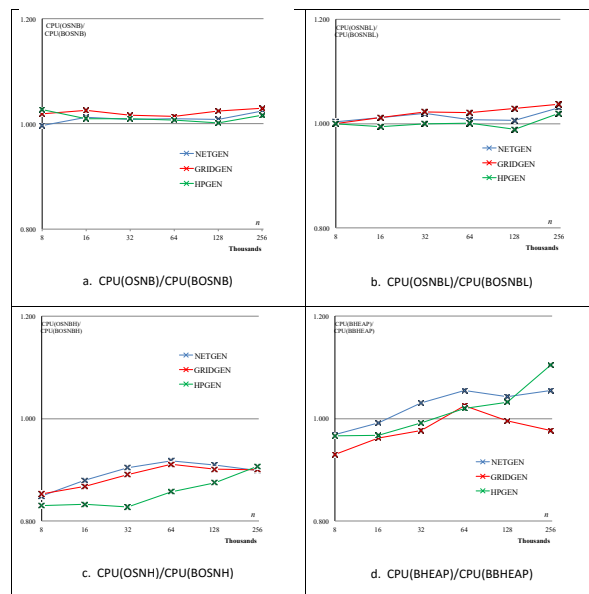 CPU(OSNB)/
CPU(BOSNB)
1.200
1.000
0.800
NETGEN
GRIDGEN
HPGEN
n
8 16 32 64 128 256
Thousands
a. CPU(OSNB)/CPU(BOSNB)
CPU(OSNBL)/
CPU(BOSNBL)
1.200
1.000
0.800
NETGEN
GRIDGEN
HPGEN
n
8 16 32 64 128 256
Thousands
b. CPU(OSNBL)/CPU(BOSNBL)
CPU(OSNBH)/
CPU(BOSNBH)
1.200
1.000
0.800
NETGEN
GRIDGEN
HPGEN
n
8 16 32 64 128 256
Thousands
c. CPU(OSNH)/CPU(BOSNH)
CPU(BHEAP)/
CPU(BBHEAP)
1.200
1.000
0.800
NETGEN
GRIDGEN
HPGEN
n
8 16 32 64 128 256
Thousands
d. CPU(BHEAP)/CPU(BBHEAP)